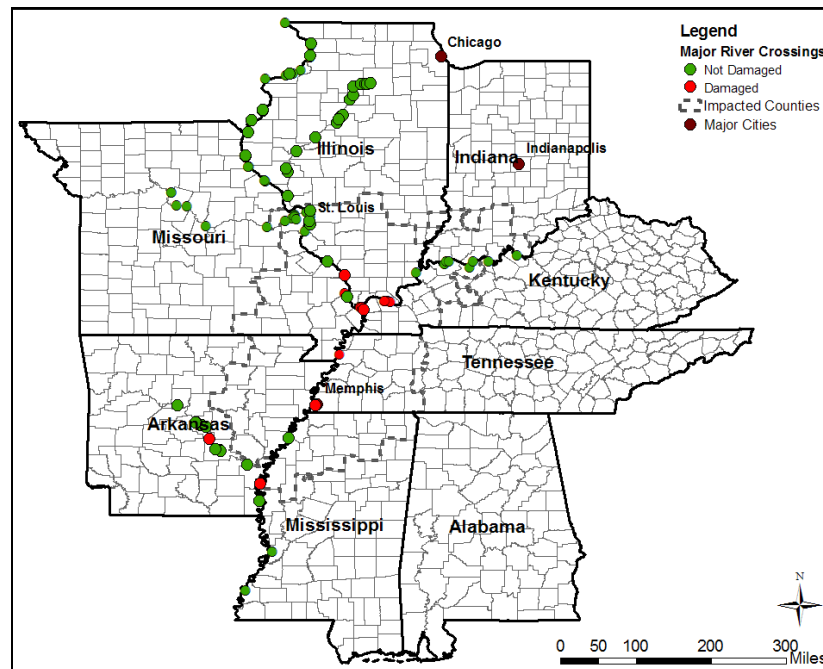 Legend
Major River Crossings
Not Damaged
Damaged
Impacted Counties
Major Cities
Chicago
Illinois
Indiana
Indianapolis
St. Louis
Missouri
Kentucky
Tennessee
Memphis
Arkansas
Mississippi
Alabama
N
0 50 100 200 300
Miles